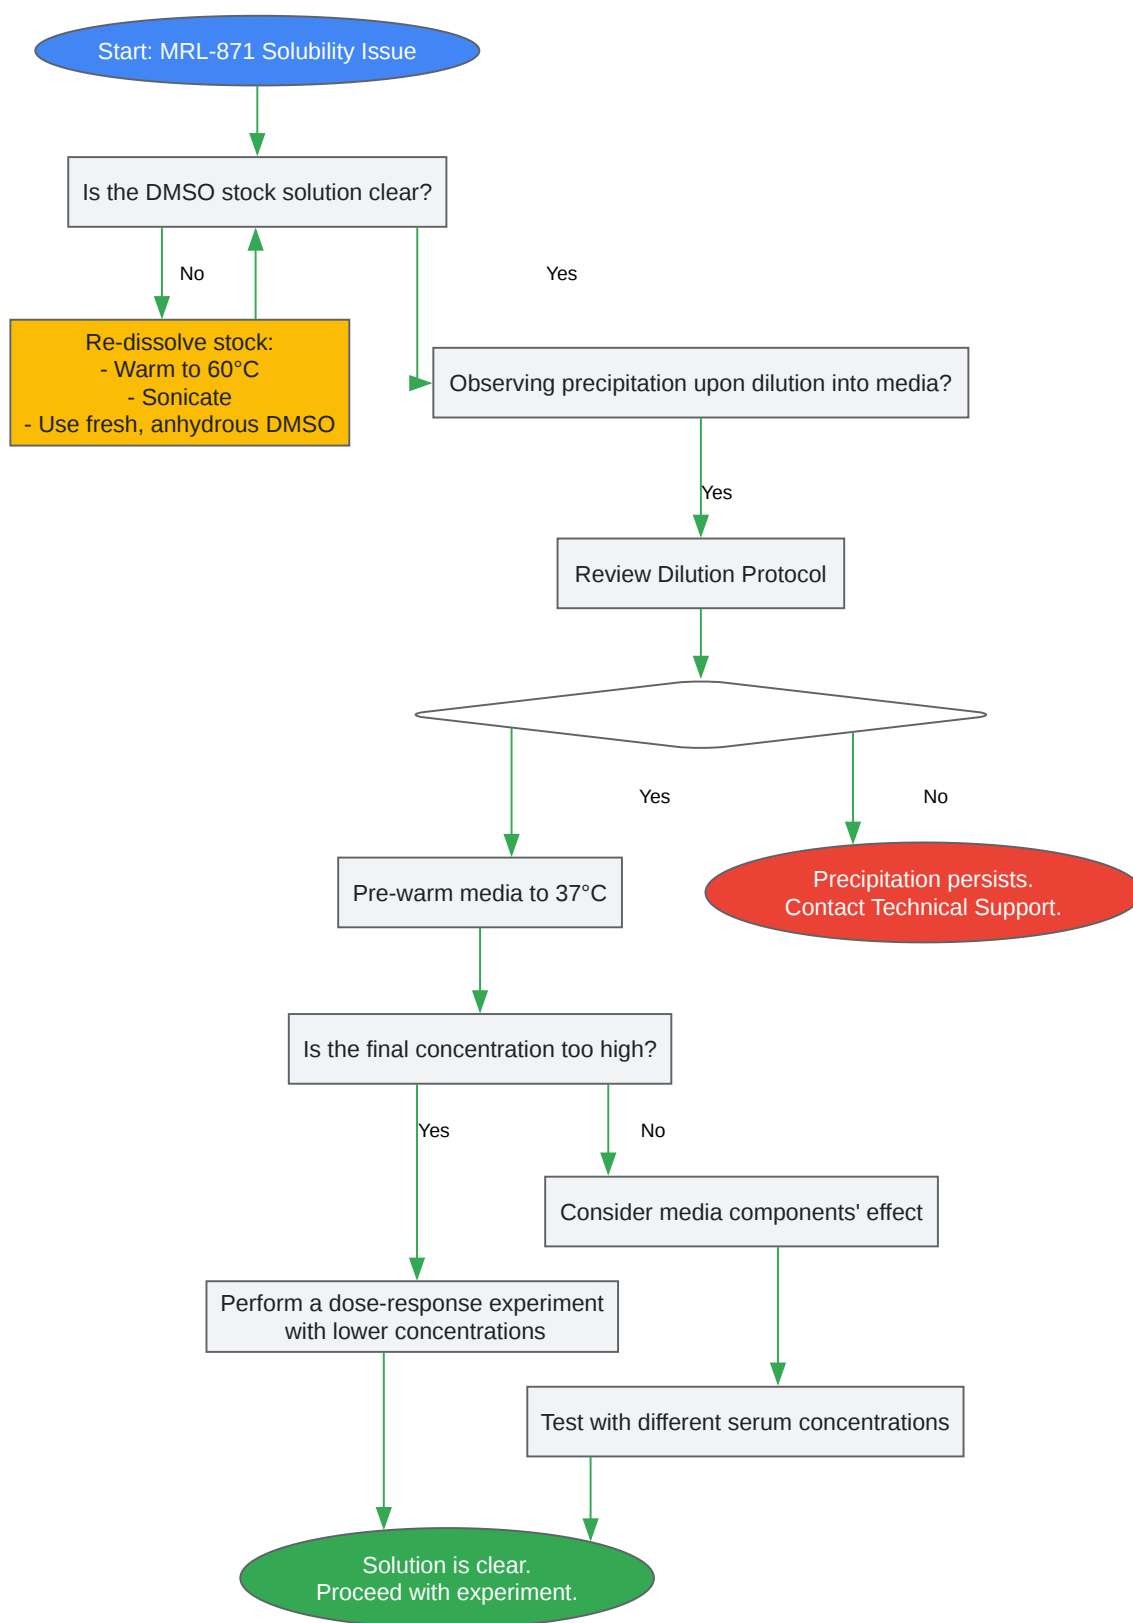 Start: MRL-871 Solubility Issue
Is the DMSO stock solution clear?
No
Yes
Re-dissolve stock:
- Warm to 60°C
- Sonicate
- Use fresh, anhydrous DMSO
Observing precipitation upon dilution into media?
Yes
Review Dilution Protocol
Yes
No
Pre-warm media to 37°C
Precipitation persists.
Contact Technical Support.
Is the final concentration too high?
Yes
No
Consider media components' effect
Perform a dose-response experiment
with lower concentrations
Test with different serum concentrations
Solution is clear.
Proceed with experiment.